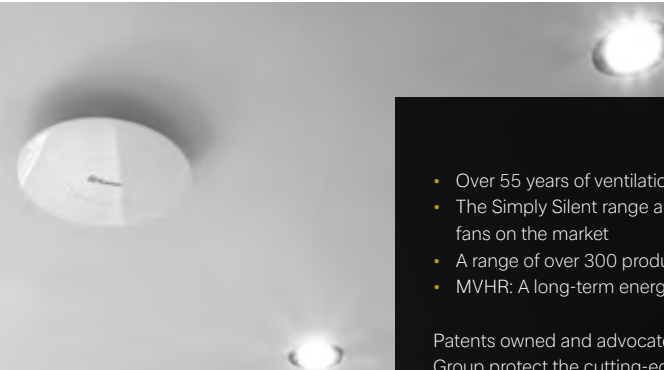 Over 55 years of ventilatio
The Simply Silent range a
fans on the market
A range of over 300 produ
MVHR: A long-term energ
Patents owned and advocate
Group protect the cutting-ed